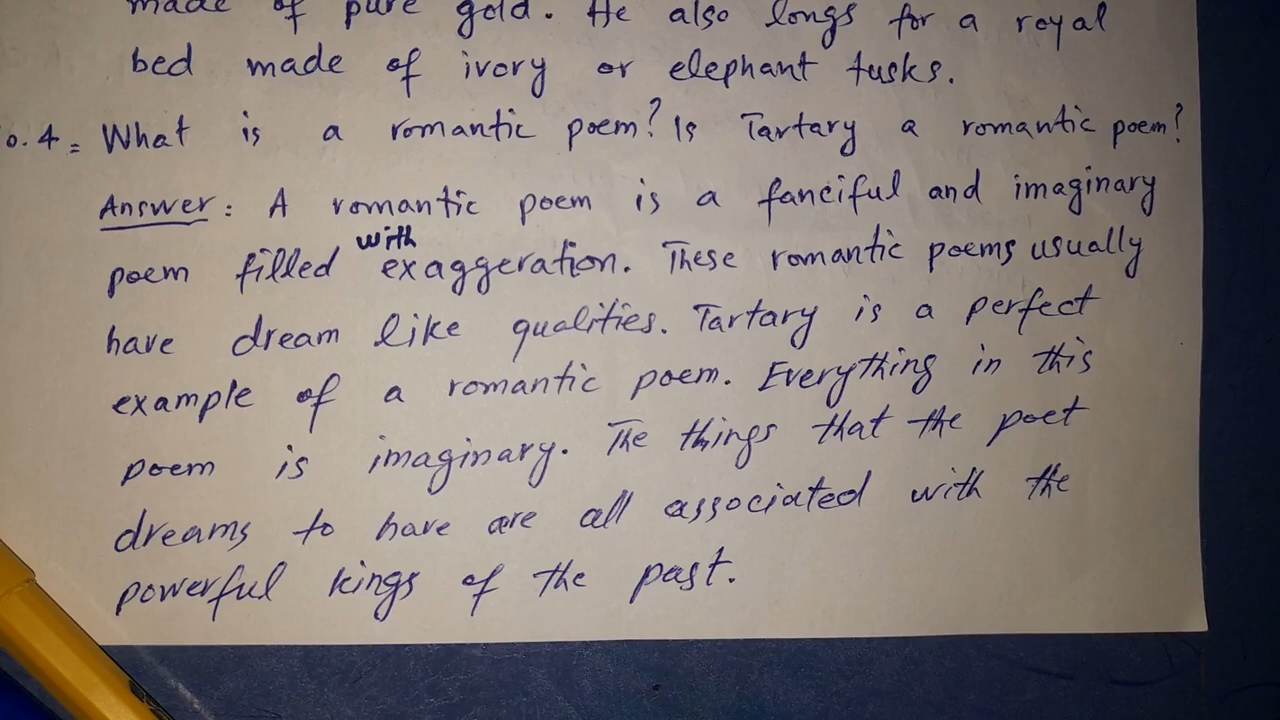 made of pure gold. He also longs for a royal
bed made of ivory or elephant tusks.
o.4= What is a romantic poem? Is Tartary a romantic poem?
Answer: A romantic poem is a fanciful and imaginary
poem filled with exaggeration. These romantic poems usually
have dream like qualities. Tartary is a perfect
example of a romantic poem. Everything in this
poem is imaginary. The things that the poet
dreams to have are all associated with the
powerful kings of the past.